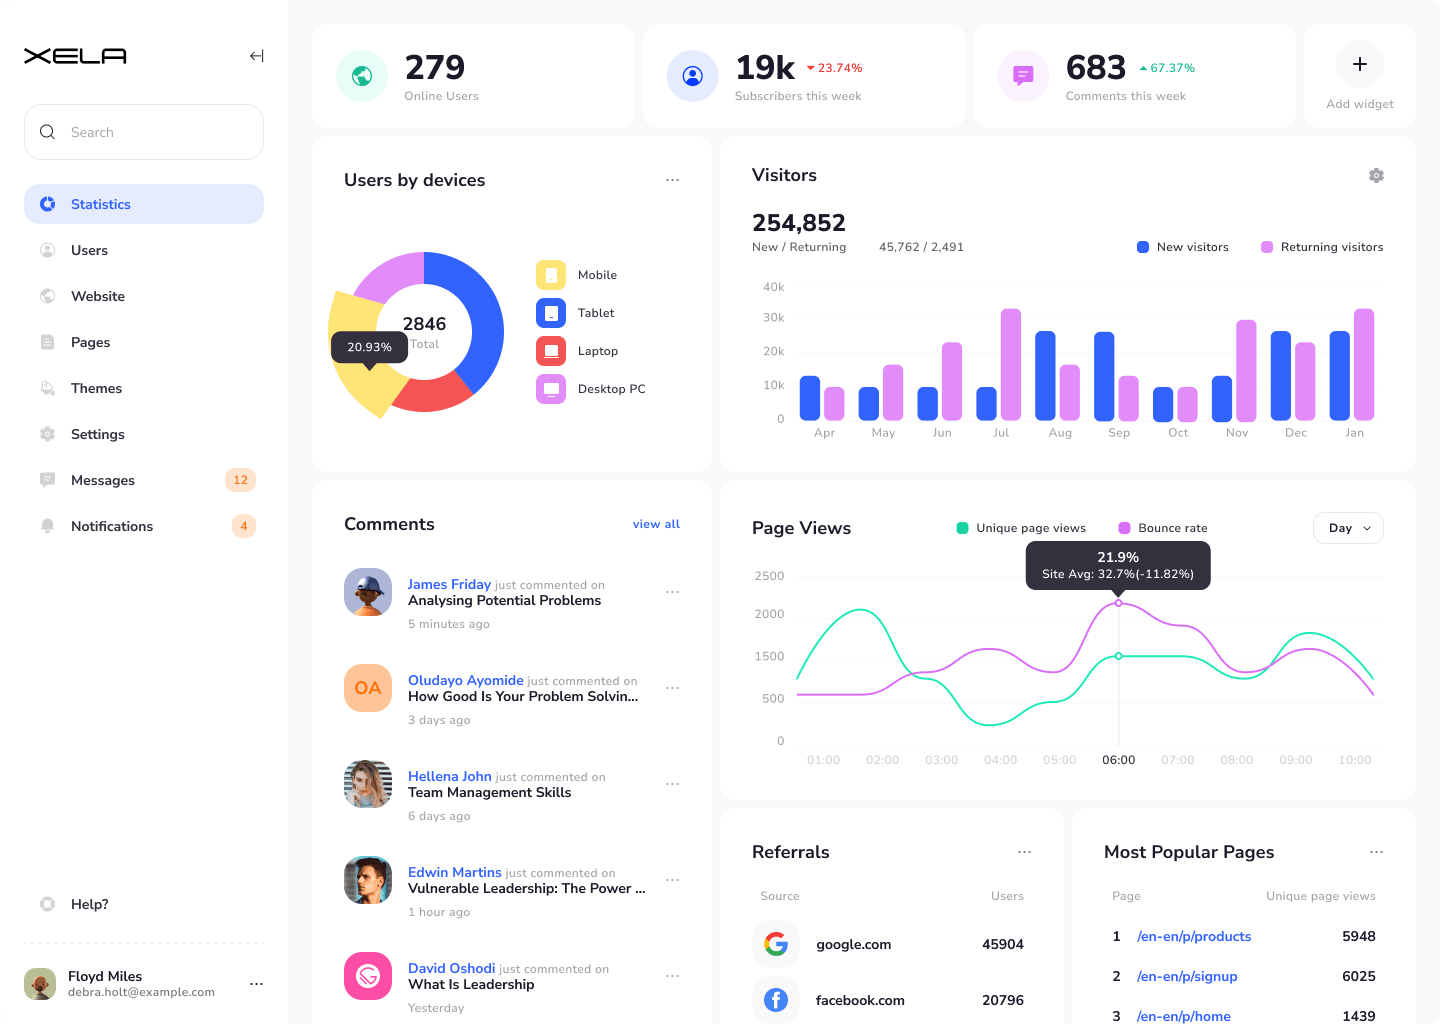 XELA
Search
Statistics
Users
Website
Pages
Themes
Settings
Messages 12
Notifications 4
Help?
Floyd Miles
debra.holt@example.com
279
Online Users
19k 23.74%
Subscribers this week
683 67.37%
Comments this week
Add widget
Users by devices
2846
Total
20.93%
Mobile
Tablet
Laptop
Desktop PC
Visitors
254,852
New / Returning 45,762 / 2,491
New visitors Returning visitors
40k
30k
20k
10k
0
Apr May Jun Jul Aug Sep Oct Nov Dec Jan
Comments view all
James Friday just commented on
Analysing Potential Problems
5 minutes ago
OA
Oludayo Ayomide just commented on
How Good Is Your Problem Solvin...
3 days ago
Hellena John just commented on
Team Management Skills
6 days ago
Edwin Martins just commented on
Vulnerable Leadership: The Power ...
1 hour ago
David Oshodi just commented on
What Is Leadership
Yesterday
Page Views
Unique page views Bounce rate
Day
21.9%
Site Avg: 32.7%(-11.82%)
2500
2000
1500
500
0
01:00 02:00 03:00 04:00 05:00 06:00 07:00 08:00 09:00 10:00
Referrals
Source Users
google.com 45904
facebook.com 20796
Most Popular Pages
Page Unique page views
1 /en-en/p/products 5948
2 /en-en/p/signup 6025
3 /en-en/p/home 1439